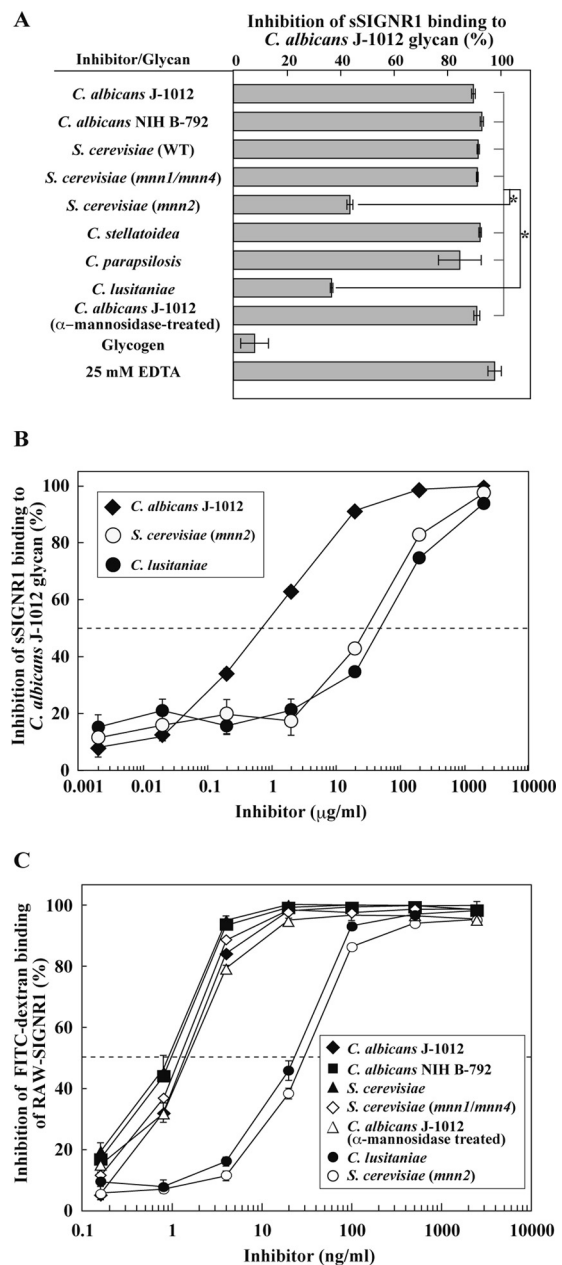 A
Inhibition of sSIGNR1 binding to
C. albicans J-1012 glycan (%)
Inhibitor/Glycan
0 20 40 60 80 100
C. albicans J-1012
C. albicans NIH B-792
S. cerevisiae (WT)
S. cerevisiae (mnn1/mnn4)
S. cerevisiae (mnn2)
*
C. stellatoidea
*
C. parapsilosis
C. lusitaniae
C. albicans J-1012
(α−mannosidase-treated)
Glycogen
25 mM EDTA
B
Inhibition of sSIGNR1 binding to
C. albicans J-1012 glycan (%)
100
80
60
40
20
0
C. albicans J-1012
S. cerevisiae (mnn2)
C. lusitaniae
0.001 0.01 0.1 1 10 100 1000 10000
Inhibitor (μg/ml)
C
Inhibition of FITC-dextran binding
of RAW-SIGNR1 (%)
100
80
60
40
20
0
C. albicans J-1012
C. albicans NIH B-792
S. cerevisiae
S. cerevisiae (mnn1/mnn4)
C. albicans J-1012
(α−mannosidase treated)
C. lusitaniae
S. cerevisiae (mnn2)
0.1 1 10 100 1000 10000
Inhibitor (ng/ml)